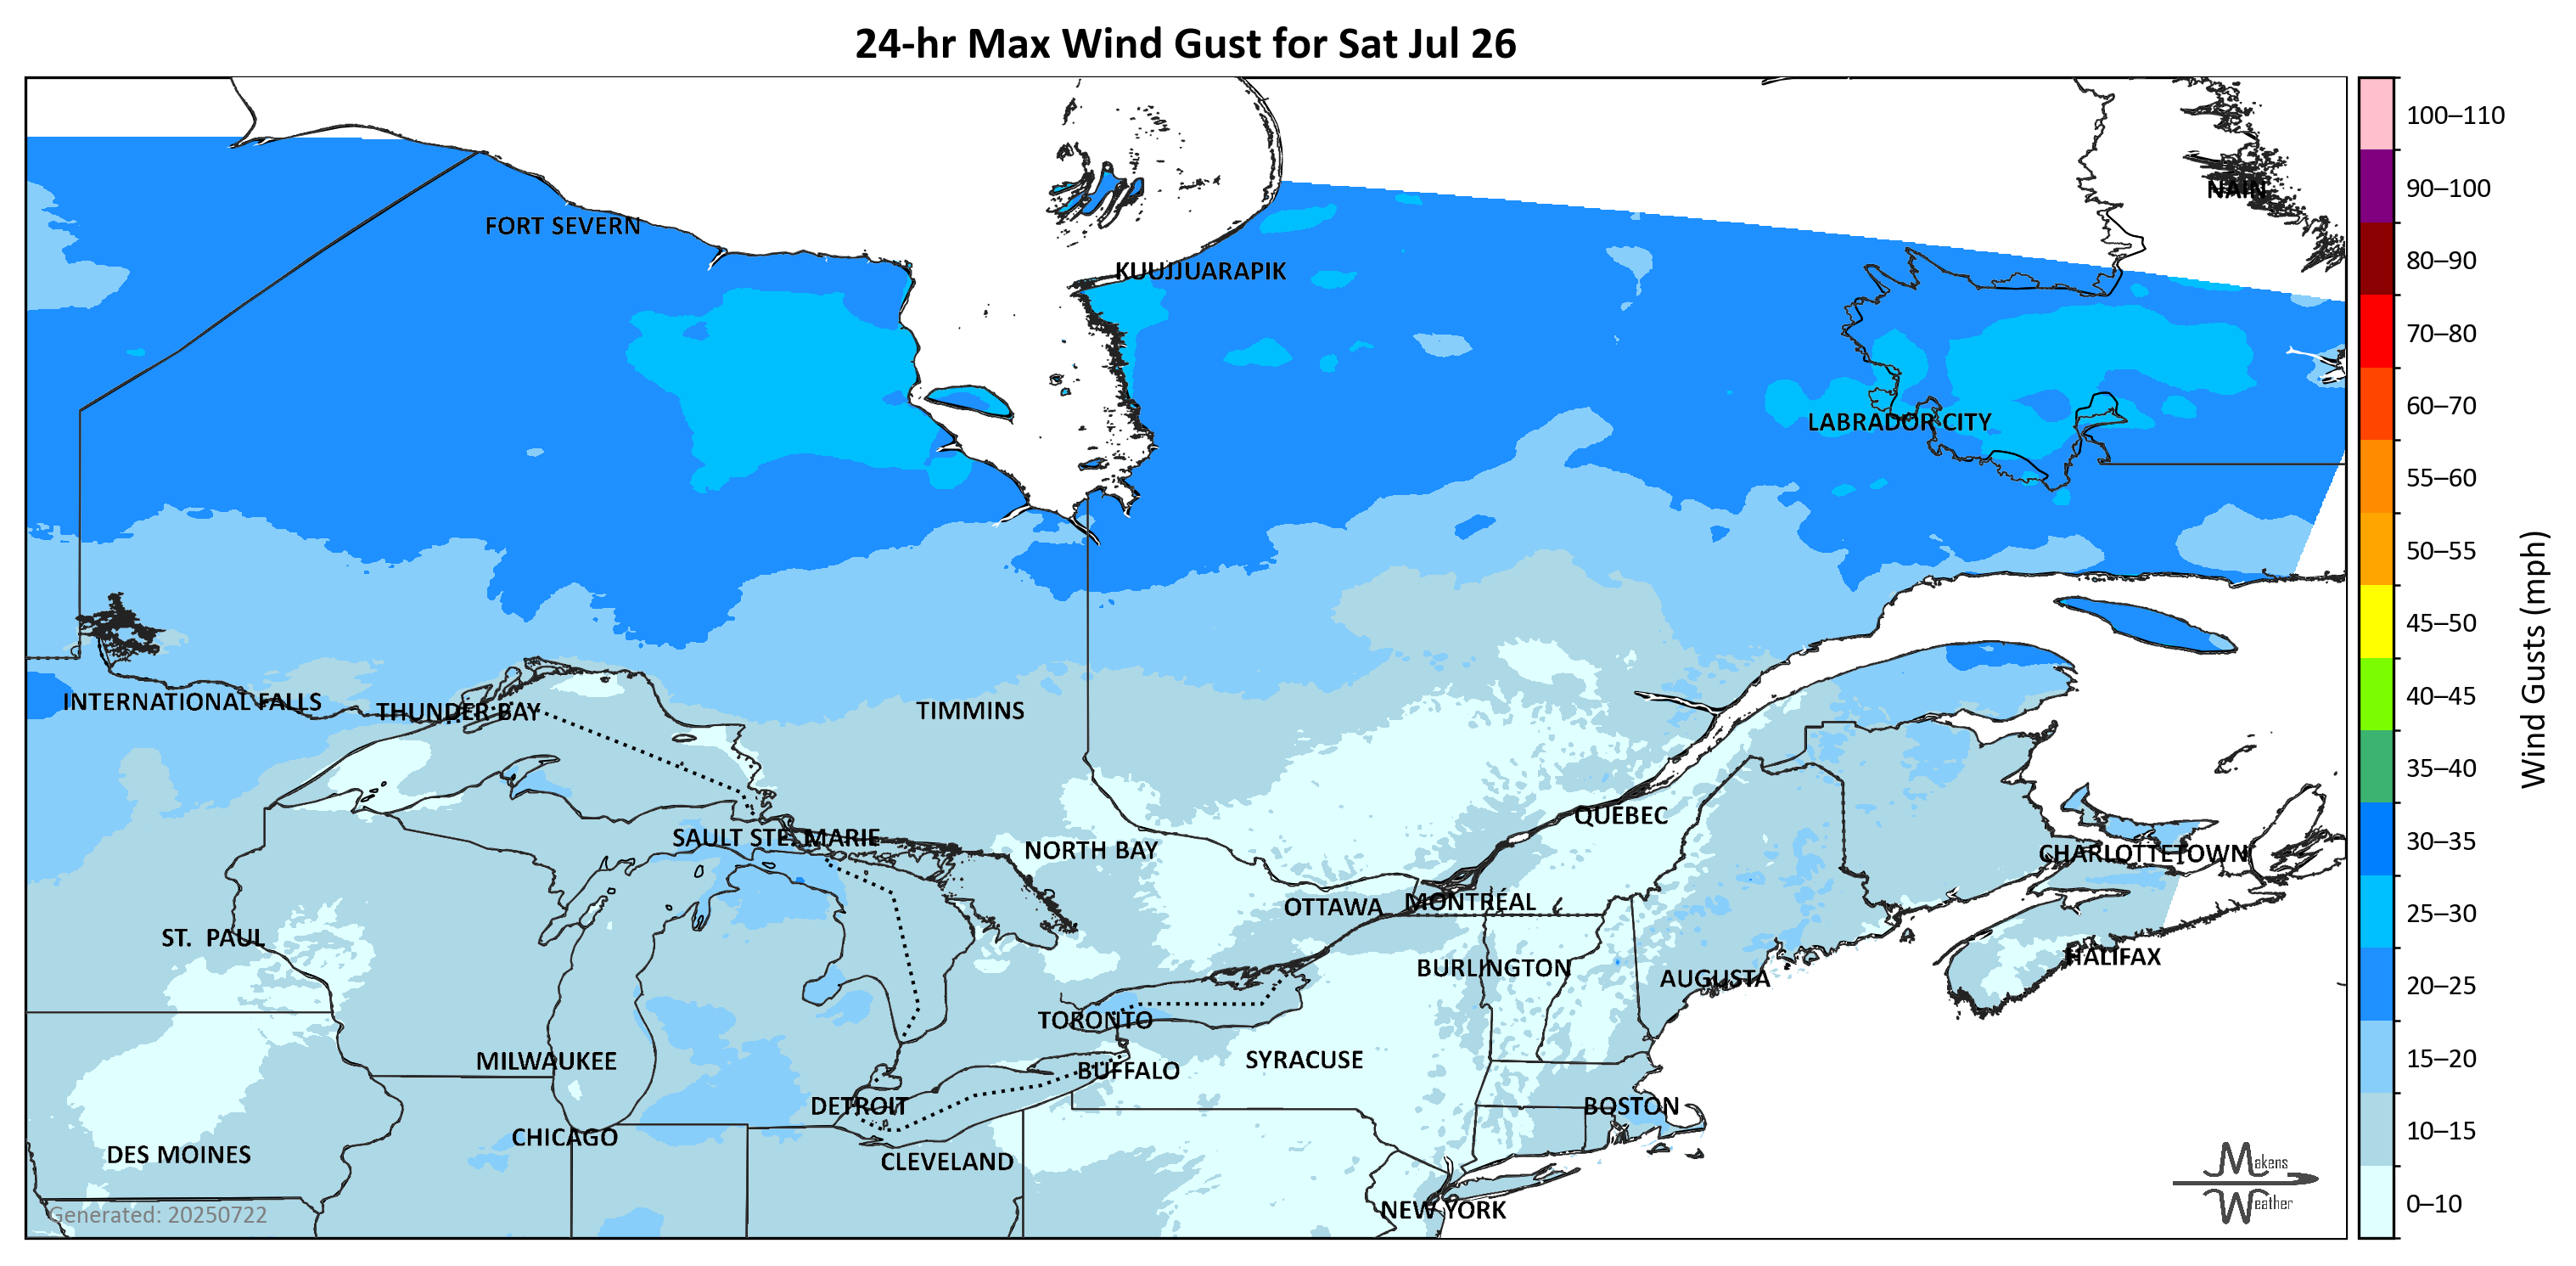 24-hr Max Wind Gust for Sat Jul 26
NAIN
FORT SEVERN
KUUJJUARAPIK
LABRADOR CITY
INTERNATIONAL FALLS
THUNDER BAY
TIMMINS
QUEBEC
SAULT STE. MARIE
NORTH BAY
CHARLOTTETOWN
OTTAWA
MONTRÉAL
ST. PAUL
HALIFAX
BURLINGTON
AUGUSTA
TORONTO
MILWAUKEE
BUFFALO
SYRACUSE
DETROIT
BOSTON
CHICAGO
DES MOINES
CLEVELAND
NEW YORK
Generated: 20250722
Makens
Weather
100–110
90–100
80–90
70–80
60–70
55–60
50–55
45–50
40–45
35–40
30–35
25–30
20–25
15–20
10–15
0–10
Wind Gusts (mph)